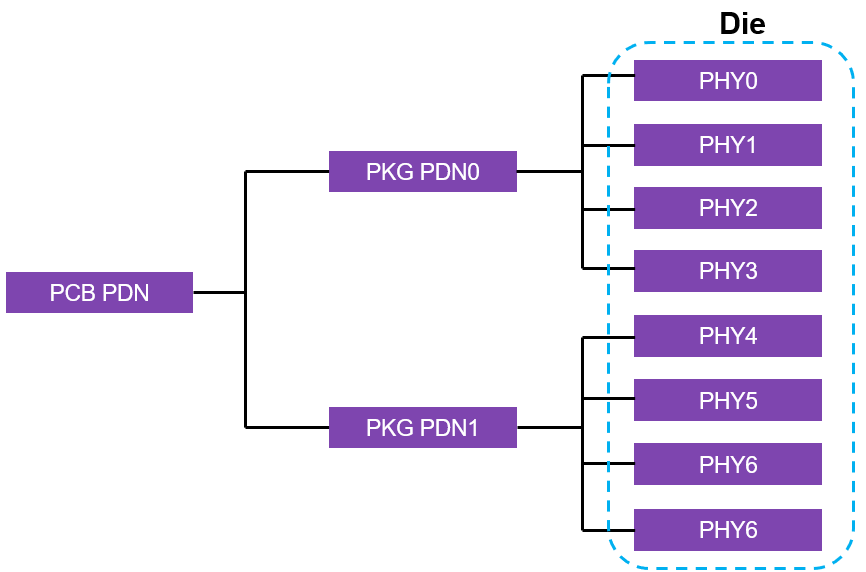 Die
PHY0
PHY1
PKG PDN0
PHY2
PHY3
PCB PDN
PHY4
PHY5
PKG PDN1
PHY6
PHY6